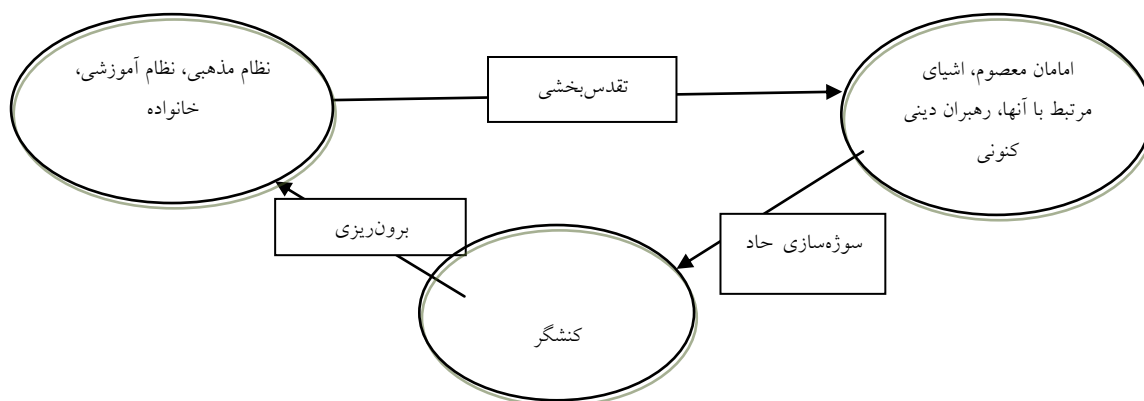 امامان معصوم، اشیای
مرتبط با آنها، رهبران دینی
کنونی
تقدس‌بخشی
نظام مذهبی، نظام آموزشی،
خانواده
سوژه‌سازی حاد
برون‌ریزی
کنشگر